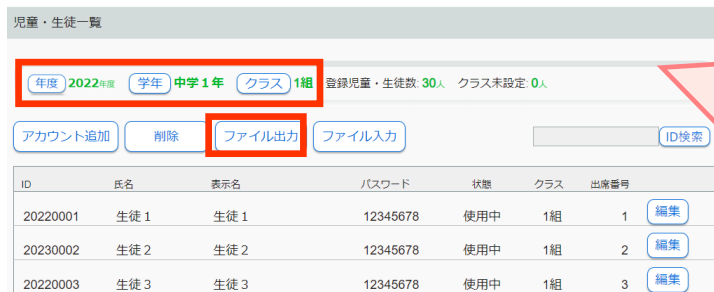 児童・生徒一覧
年度 2022年度 学年 中学1年 クラス 1組 登録児童・生徒数: 30人 クラス未設定: 0人
アカウント追加 削除 ファイル出力 ファイル入力 ID検索
ID 氏名 表示名 パスワード 状態 クラス 出席番号
20220001 生徒1 生徒1 12345678 使用中 1組 1 編集
20230002 生徒2 生徒2 12345678 使用中 1組 2 編集
20220003 生徒3 生徒3 12345678 使用中 1組 3 編集